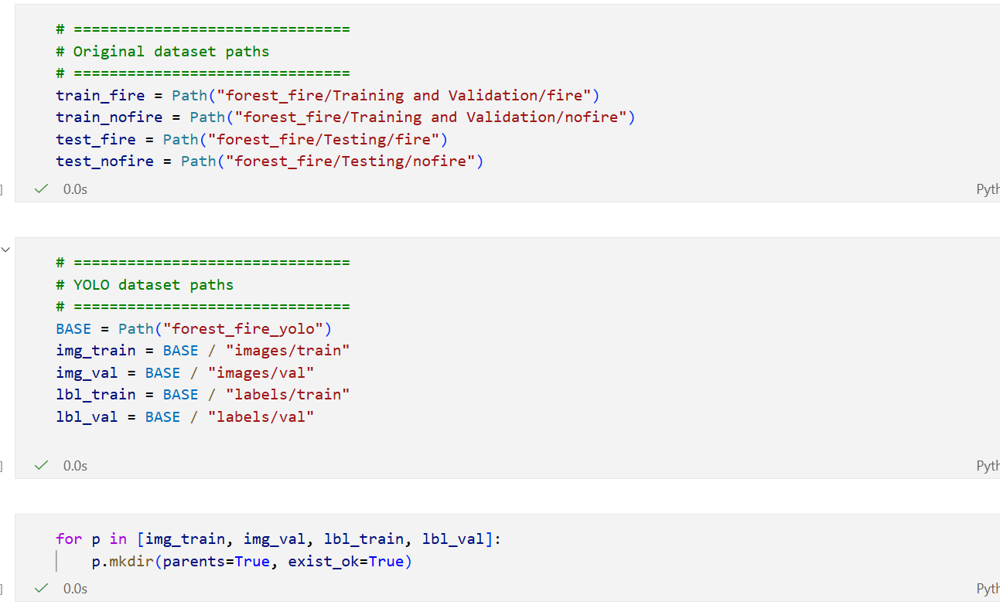 # ===============================
# Original dataset paths
# ===============================
train_fire = Path("forest_fire/Training and Validation/fire")
train_nofire = Path("forest_fire/Training and Validation/nofire")
test_fire = Path("forest_fire/Testing/fire")
test_nofire = Path("forest_fire/Testing/nofire")
] ✓ 0.0s Pyth
# ===============================
# YOLO dataset paths
# ===============================
BASE = Path("forest_fire_yolo")
img_train = BASE / "images/train"
img_val = BASE / "images/val"
lbl_train = BASE / "labels/train"
lbl_val = BASE / "labels/val"
] ✓ 0.0s Pyth
for p in [img_train, img_val, lbl_train, lbl_val]:
    p.mkdir(parents=True, exist_ok=True)
] ✓ 0.0s Pyth